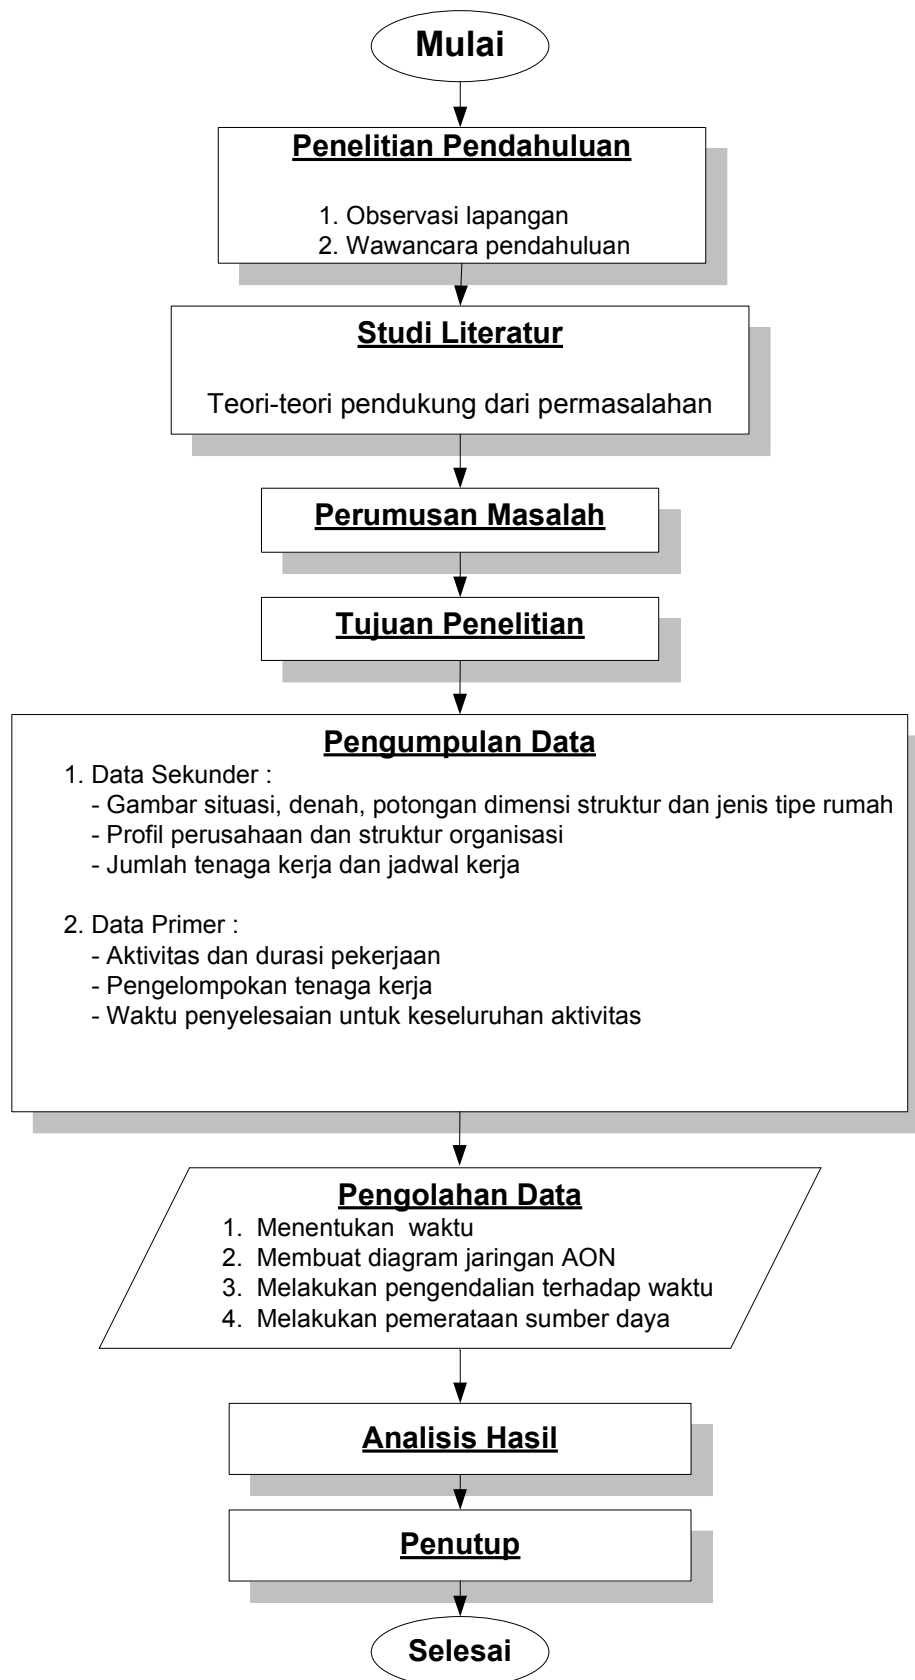 Mulai
Penelitian Pendahuluan
1. Observasi lapangan
2. Wawancara pendahuluan
Studi Literatur
Teori-teori pendukung dari permasalahan
Perumusan Masalah
Tujuan Penelitian
Pengumpulan Data
1. Data Sekunder :
- Gambar situasi, denah, potongan dimensi struktur dan jenis tipe rumah
- Profil perusahaan dan struktur organisasi
- Jumlah tenaga kerja dan jadwal kerja
2. Data Primer :
- Aktivitas dan durasi pekerjaan
- Pengelompokan tenaga kerja
- Waktu penyelesaian untuk keseluruhan aktivitas
Pengolahan Data
1. Menentukan waktu
2. Membuat diagram jaringan AON
3. Melakukan pengendalian terhadap waktu
4. Melakukan pemerataan sumber daya
Analisis Hasil
Penutup
Selesai